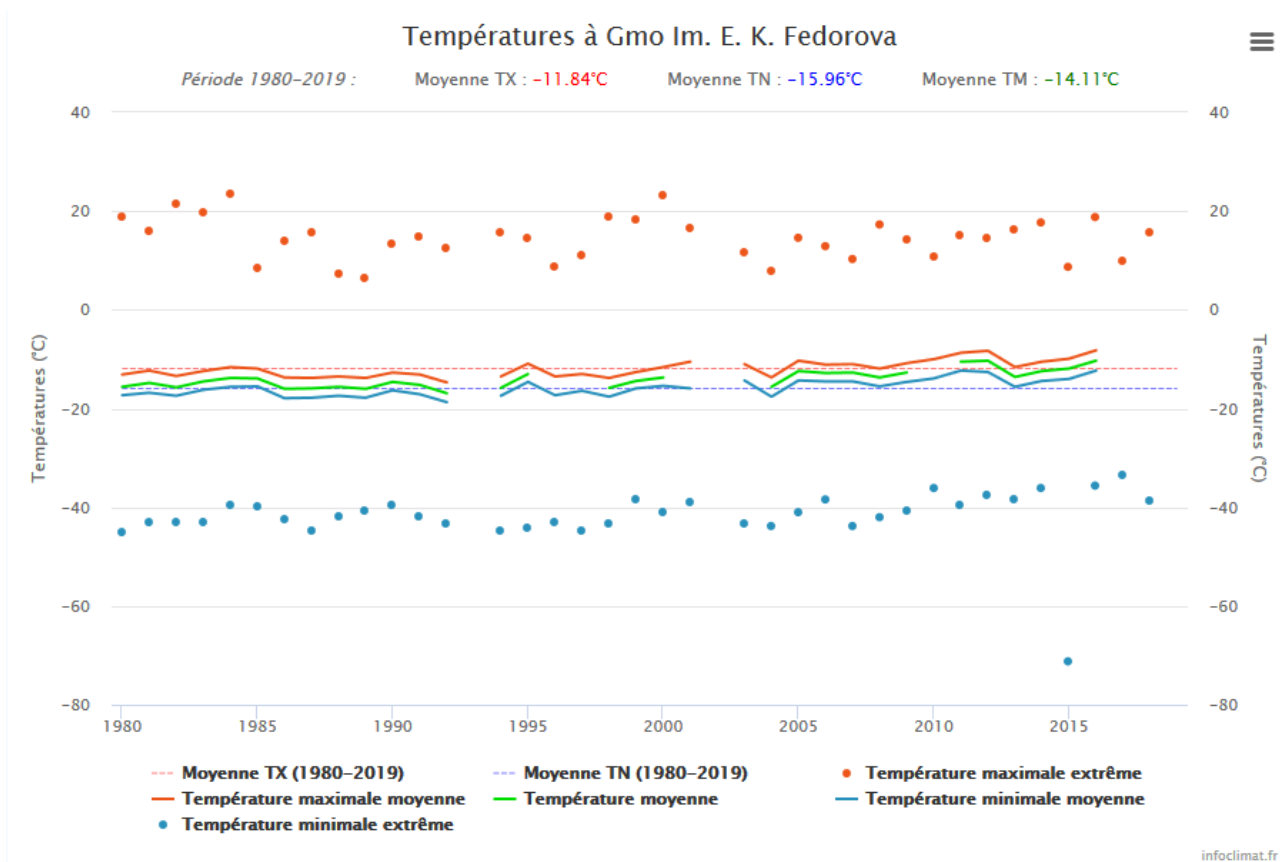 Températures à Gmo Im. E. K. Fedorova
Période 1980-2019 : Moyenne TX : -11.84°C Moyenne TN : -15.96°C Moyenne TM : -14.11°C
40 40
20 20
0 0
-20 -20
-40 -40
-60 -60
-80 -80
Températures (°C)
Températures (°C)
1980 1985 1990 1995 2000 2005 2010 2015
Moyenne TX (1980-2019) Moyenne TN (1980-2019) Température maximale extrême
Température maximale moyenne Température moyenne Température minimale moyenne
Température minimale extrême
infoclimat.fr